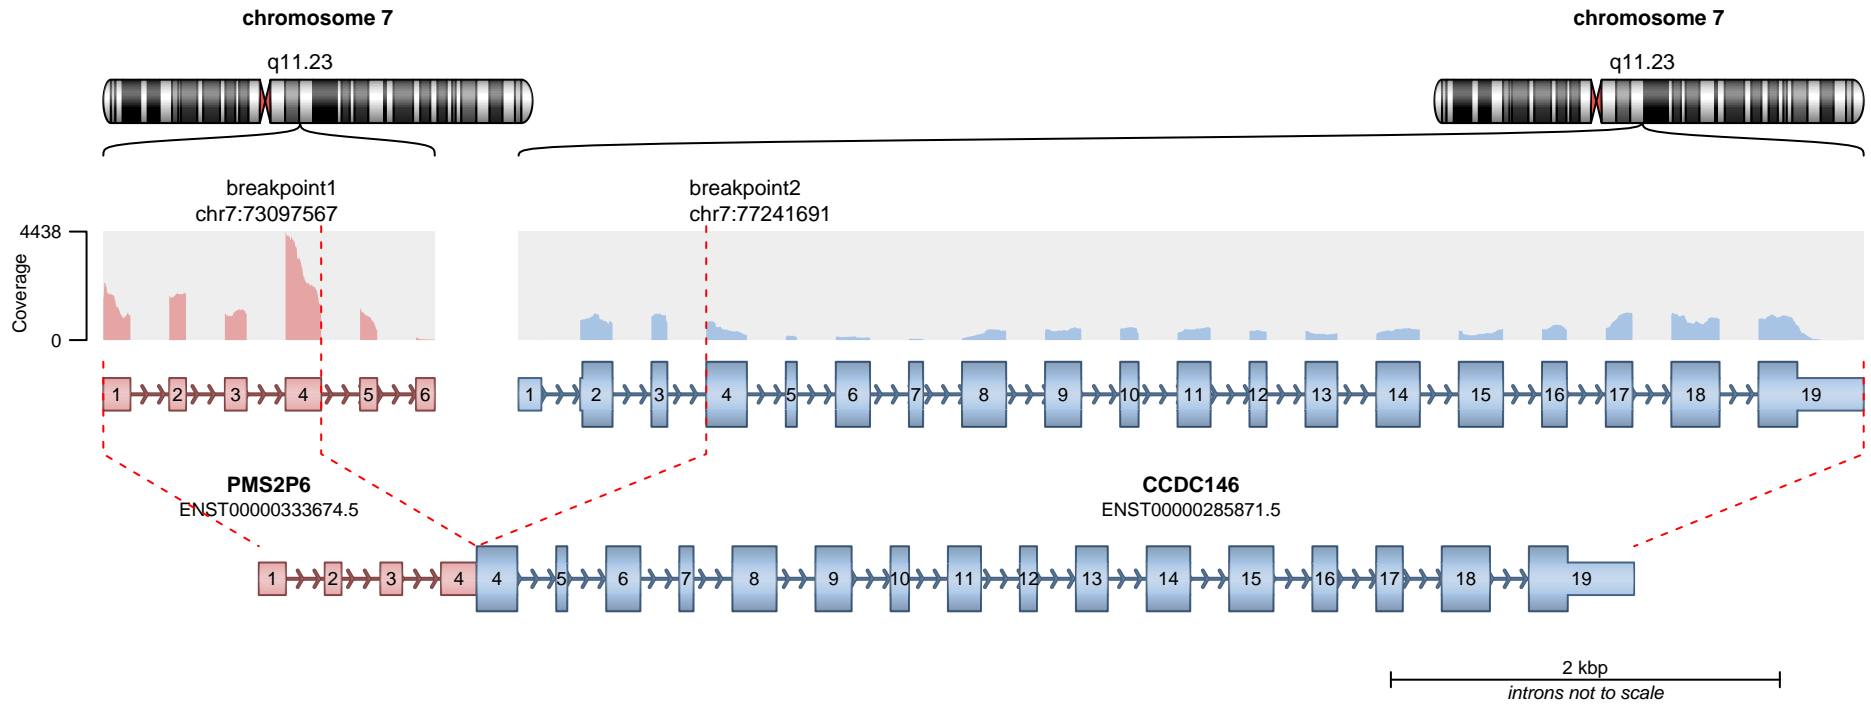 chromosome 7
chromosome 7
q11.23
q11.23
breakpoint1
chr7:73097567
breakpoint2
chr7:77241691
4438
Coverage
0
1 2 3 4 5 6
1 2 3 4 5 6 7 8 9 10 11 12 13 14 15 16 17 18 19
PMS2P6
ENST00000333674.5
CCDC146
ENST00000285871.5
1 2 3 4 4 5 6 7 8 9 10 11 12 13 14 15 16 17 18 19
2 kbp
introns not to scale